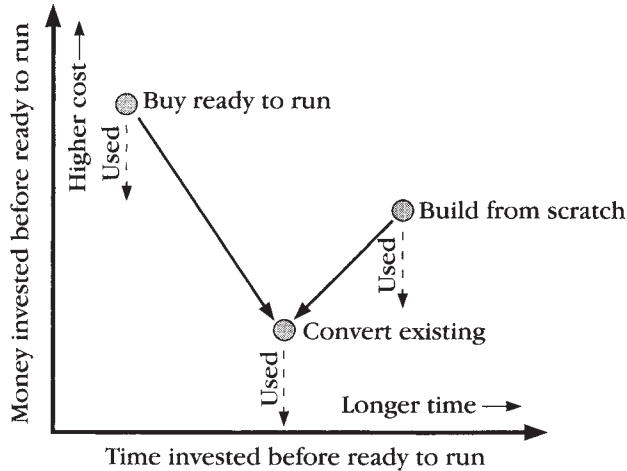 Money invested before ready to run
Higher cost
Buy ready to run
Used
Build from scratch
Used
Convert existing
Used
Longer time
Time invested before ready to run